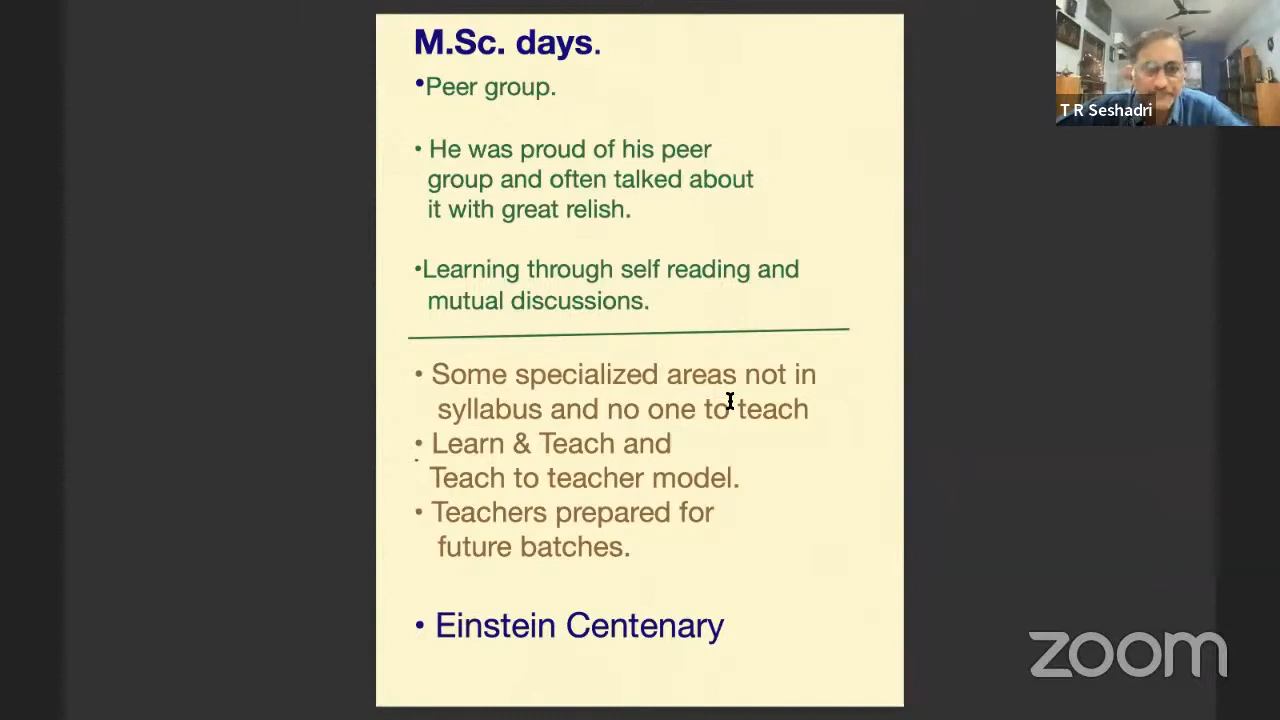 M.Sc. days.
•Peer group.
• He was proud of his peer
group and often talked about
it with great relish.
•Learning through self reading and
mutual discussions.
• Some specialized areas not in
syllabus and no one to teach
• Learn & Teach and
Teach to teacher model.
• Teachers prepared for
future batches.
• Einstein Centenary
T R Seshadri
zoom